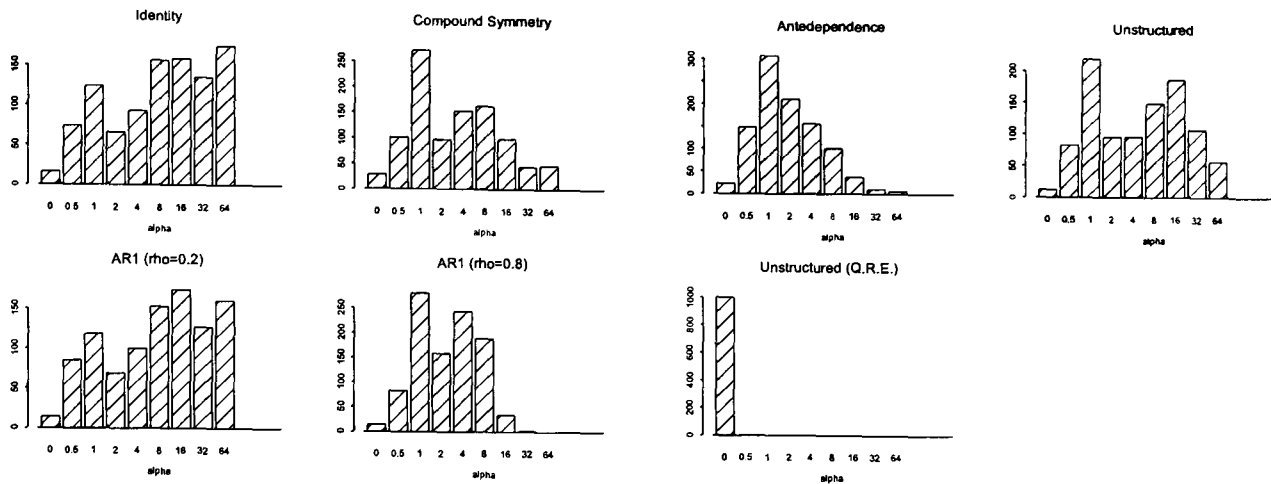 Identity
0 50 100 150
0 0.5 1 2 4 8 16 32 64
alpha
Compound Symmetry
0 50 100 150 200 250
0 0.5 1 2 4 8 16 32 64
alpha
Antedependence
0 50 100 200 300
0 0.5 1 2 4 8 16 32 64
alpha
Unstructured
0 50 100 150 200
0 0.5 1 2 4 8 16 32 64
alpha
AR1 (rho=0.2)
0 50 100 150
0 0.5 1 2 4 8 16 32 64
alpha
AR1 (rho=0.8)
0 50 100 150 200 250
0 0.5 1 2 4 8 16 32 64
alpha
Unstructured (Q.R.E.)
0 200 400 600 800 1000
0 0.5 1 2 4 8 16 32 64
alpha